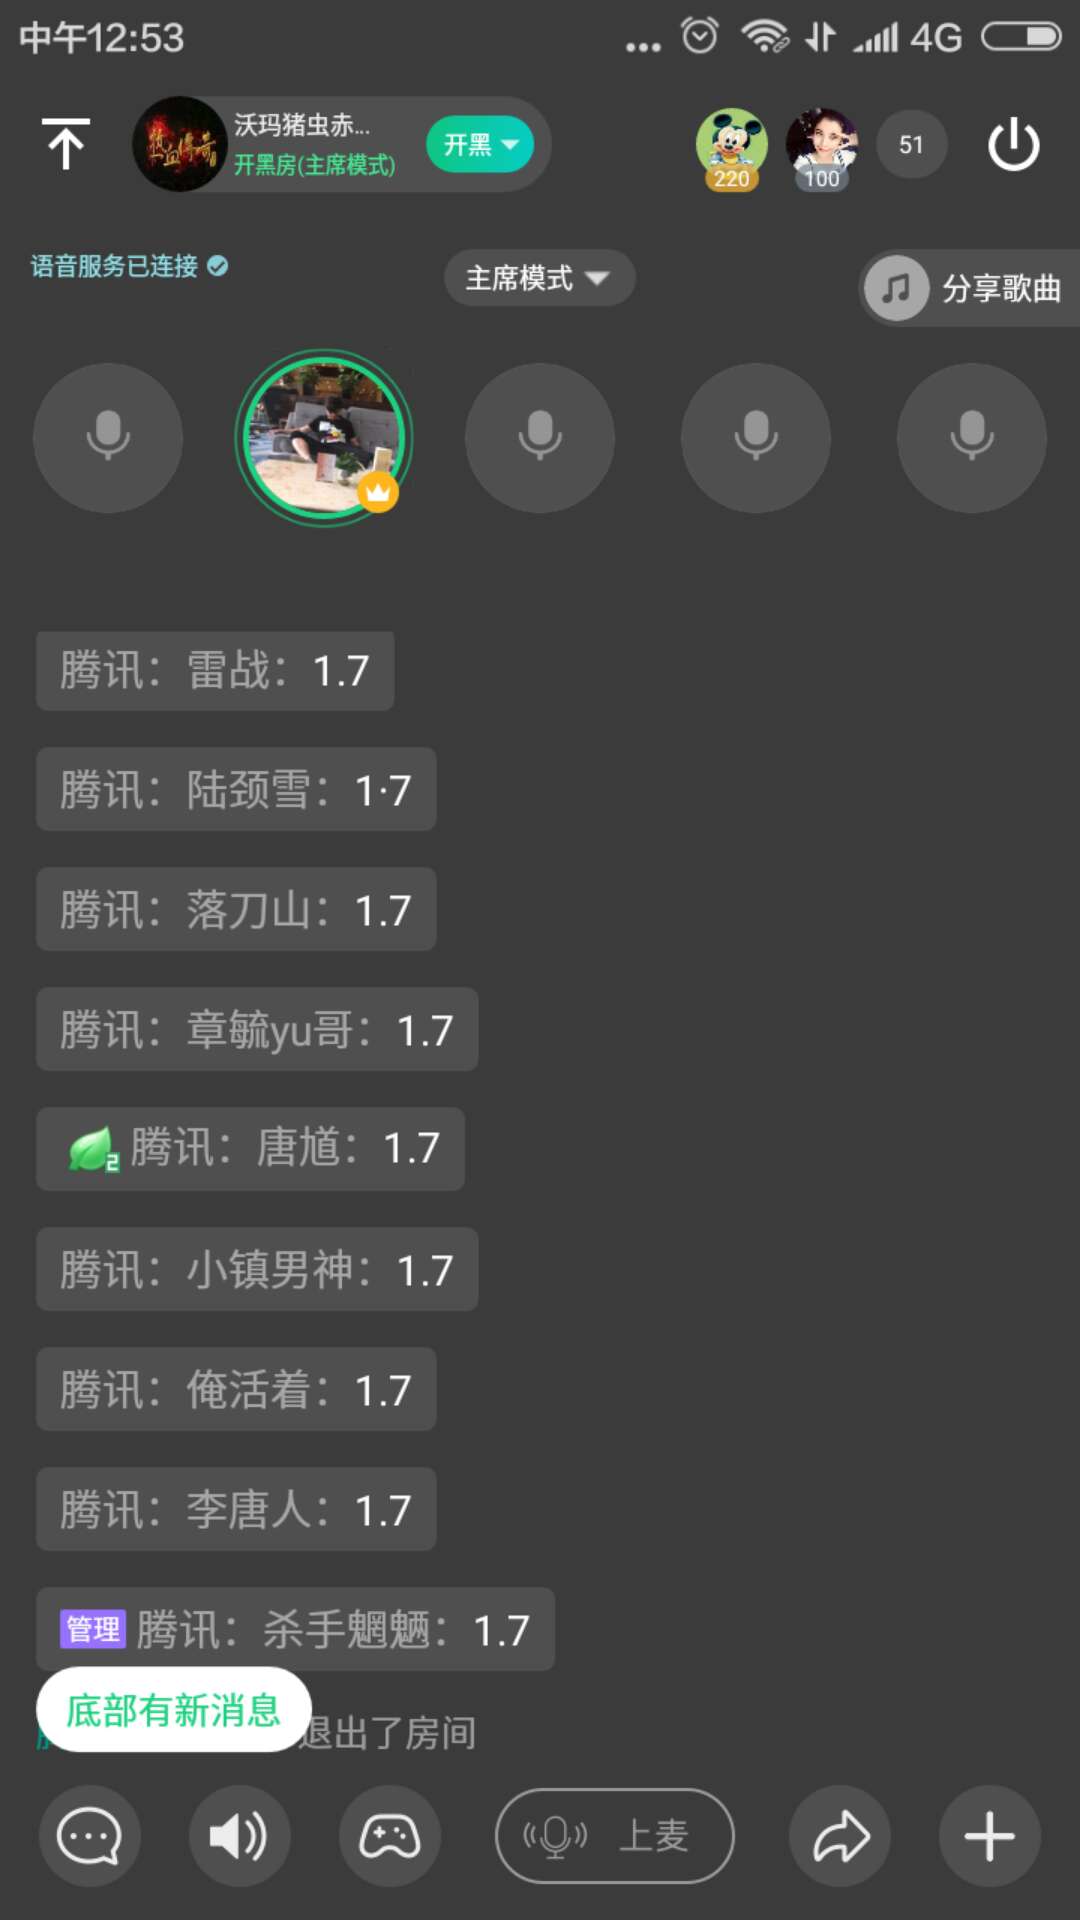 中午12:53
4G
热血传奇
沃玛猪虫赤...
开黑房(主席模式)
开黑
220
100
51
语音服务已连接
主席模式
分享歌曲
腾讯：雷战：1.7
腾讯：陆颈雪：1·7
腾讯：落刀山：1.7
腾讯：章毓yu哥：1.7
2 腾讯：唐馗：1.7
腾讯：小镇男神：1.7
腾讯：俺活着：1.7
腾讯：李唐人：1.7
管理 腾讯：杀手魍魉：1.7
底部有新消息
退出了房间
上麦